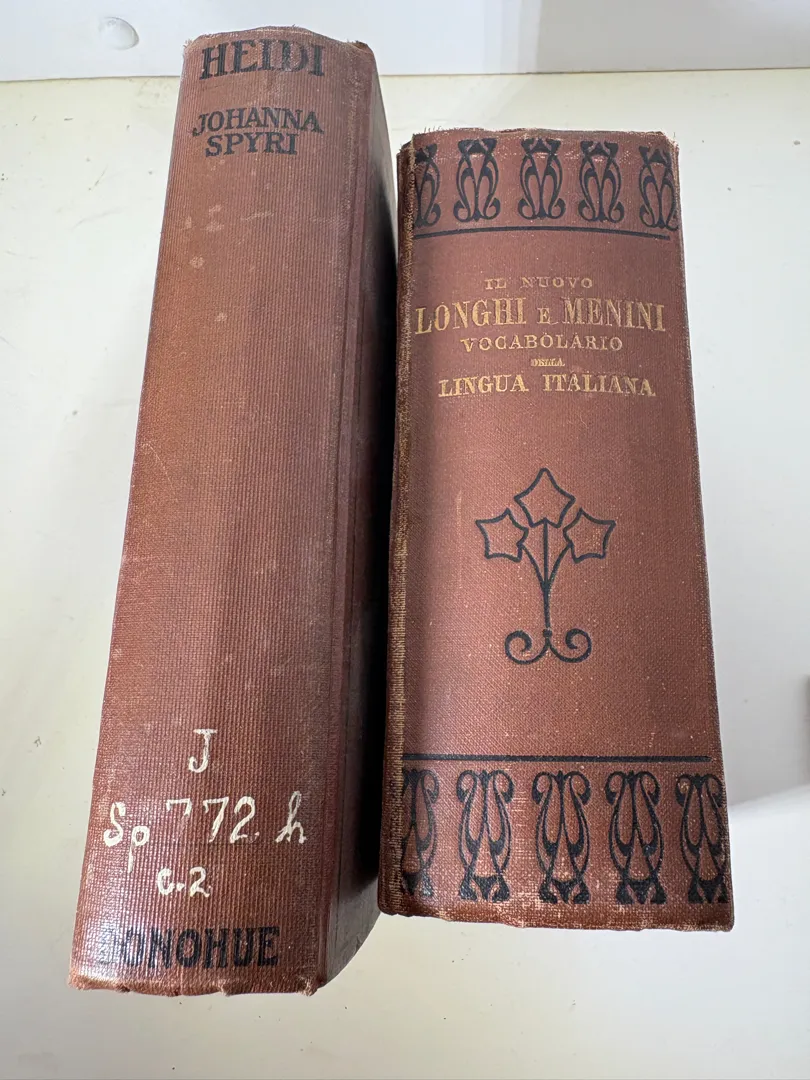 HEIDI
JOHANNA
SPYRI
J
Sp 772 h
c.2
DONOHUE
IL NUOVO
LONGHI E MENINI
VOCABOLARIO
DELLA
LINGUA ITALIANA